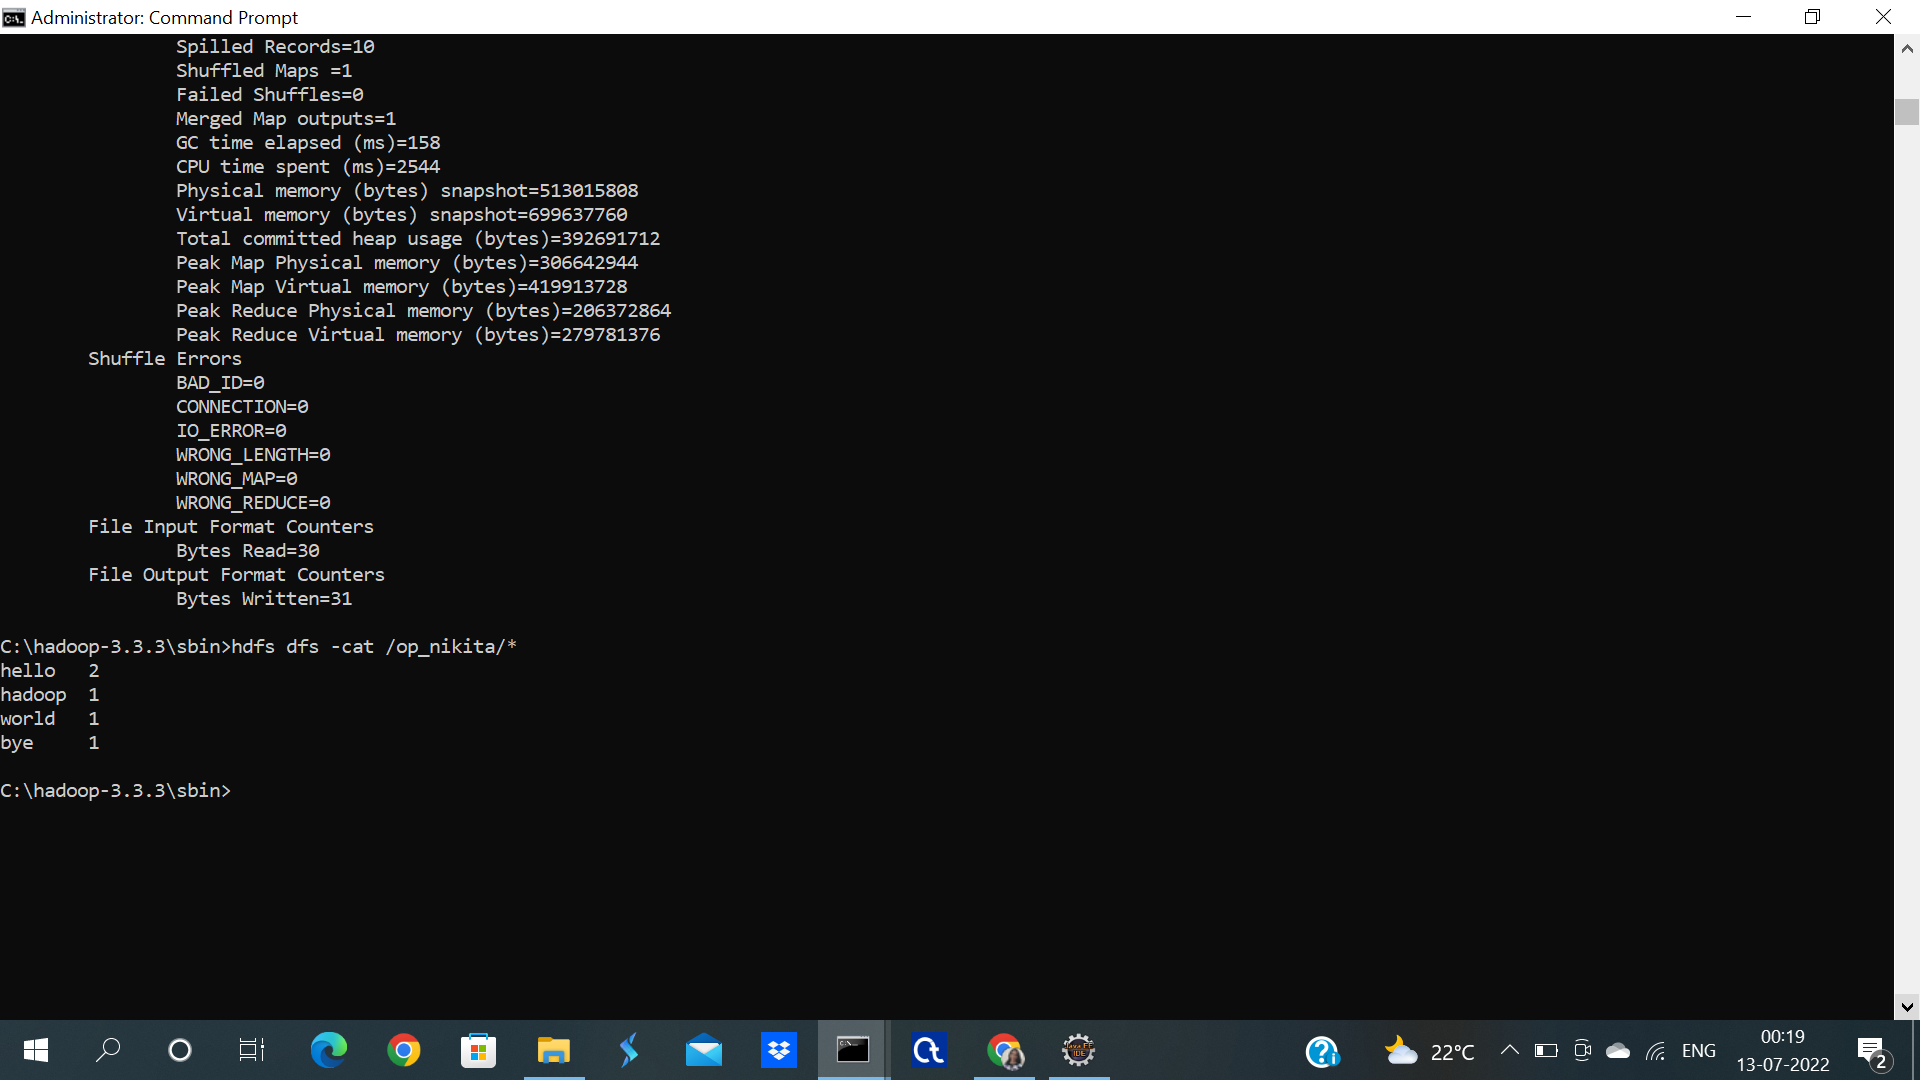 Administrator: Command Prompt
Spilled Records=10
Shuffled Maps =1
Failed Shuffles=0
Merged Map outputs=1
GC time elapsed (ms)=158
CPU time spent (ms)=2544
Physical memory (bytes) snapshot=513015808
Virtual memory (bytes) snapshot=699637760
Total committed heap usage (bytes)=392691712
Peak Map Physical memory (bytes)=306642944
Peak Map Virtual memory (bytes)=419913728
Peak Reduce Physical memory (bytes)=206372864
Peak Reduce Virtual memory (bytes)=279781376
Shuffle Errors
BAD_ID=0
CONNECTION=0
IO_ERROR=0
WRONG_LENGTH=0
WRONG_MAP=0
WRONG_REDUCE=0
File Input Format Counters
Bytes Read=30
File Output Format Counters
Bytes Written=31
C:\hadoop-3.3.3\sbin>hdfs dfs -cat /op_nikita/*
hello 2
hadoop 1
world 1
bye 1
C:\hadoop-3.3.3\sbin>
22°C ENG 00:19
13-07-2022 2